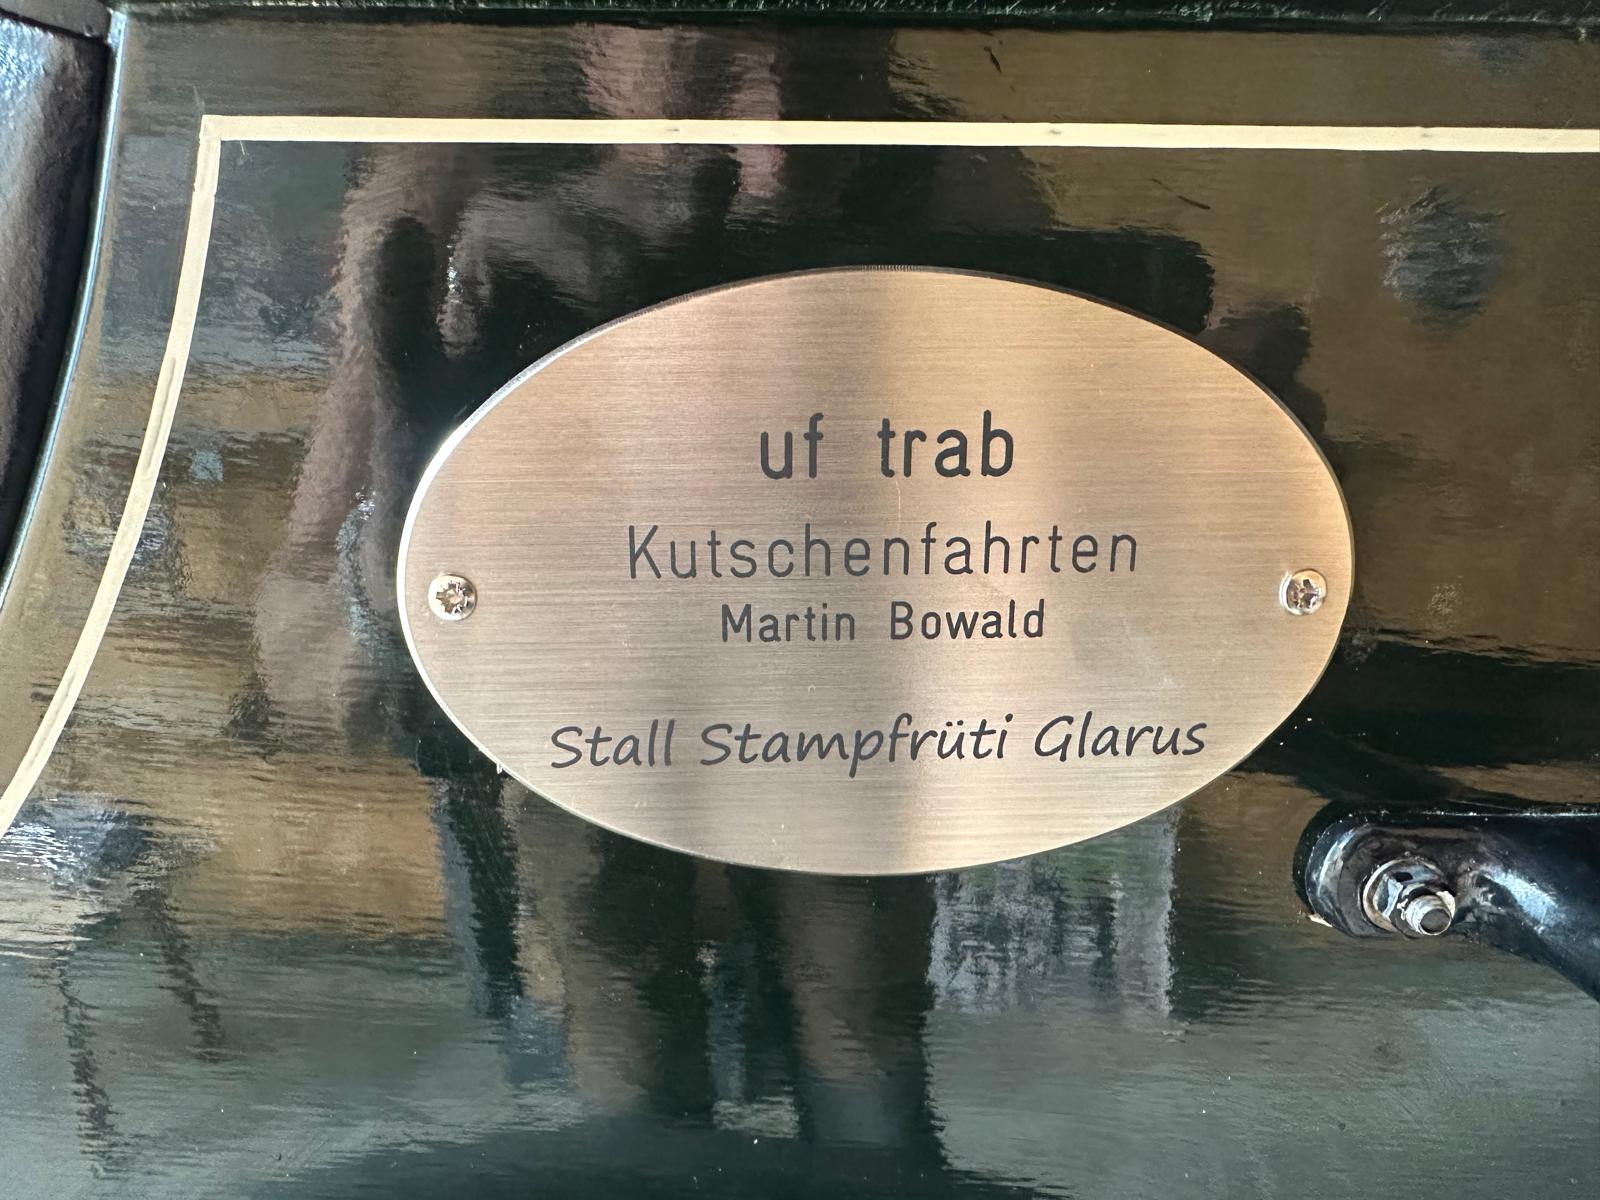 uf trab
Kutschenfahrten
Martin Bowald
Stall Stampfrüti Glarus